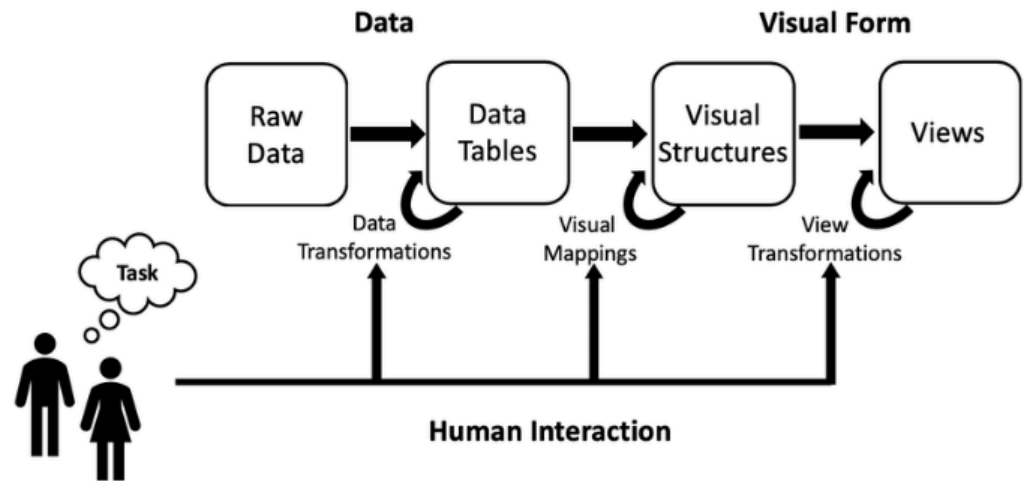 Data
Visual Form
Raw
Data
Data
Tables
Visual
Structures
Views
Data
Transformations
Visual
Mappings
View
Transformations
Task
Human Interaction